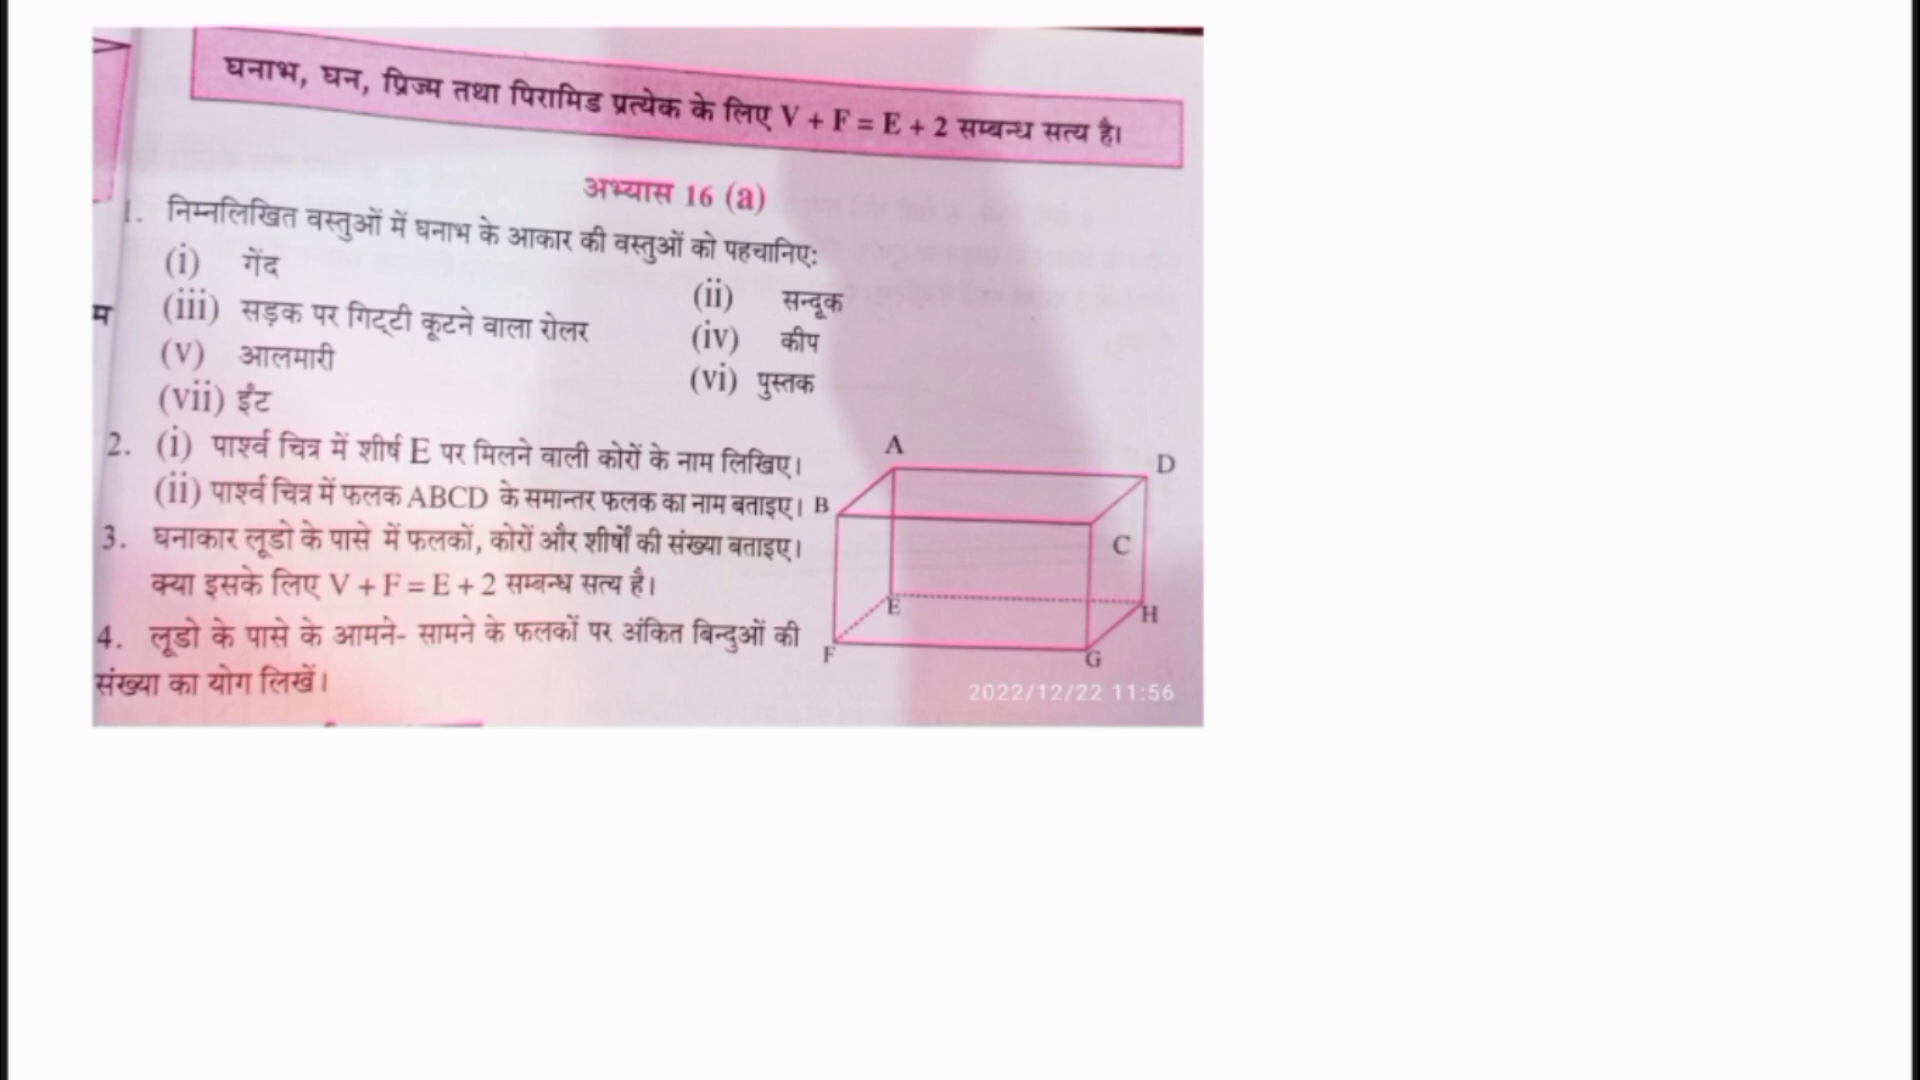 घनाभ, घन, प्रिज्म तथा पिरामिड प्रत्येक के लिए V + F = E + 2 सम्बन्ध सत्य है।
अभ्यास 16 (a)
1. निम्नलिखित वस्तुओं में घनाभ के आकार की वस्तुओं को पहचानिए:
(i) गेंद
(ii) सन्दूक
म
(iii) सड़क पर गिट्टी कूटने वाला रोलर
(iv) कीप
(v) आलमारी
(vi) पुस्तक
(vii) ईंट
2. (i) पार्श्व चित्र में शीर्ष E पर मिलने वाली कोरों के नाम लिखिए।
(ii) पार्श्व चित्र में फलक ABCD के समान्तर फलक का नाम बताइए।
3. घनाकार लूडो के पासे में फलकों, कोरों और शीर्षों की संख्या बताइए।
क्या इसके लिए V + F = E + 2 सम्बन्ध सत्य है।
4. लूडो के पासे के आमने- सामने के फलकों पर अंकित बिन्दुओं की
संख्या का योग लिखें।
A
D
B
C
E
H
F
G
2022/12/22 11:56